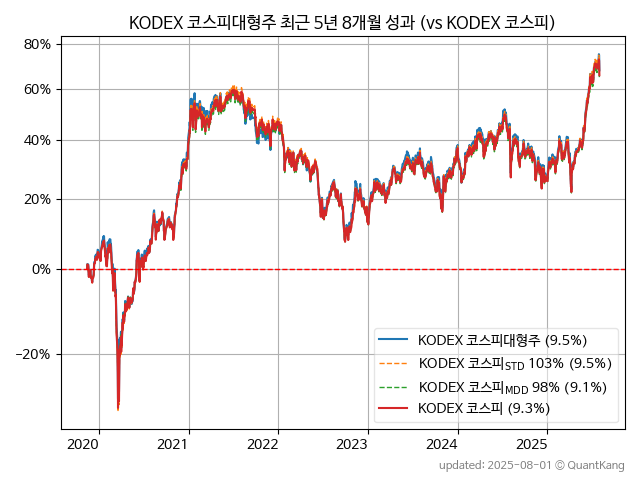 KODEX 코스피대형주 최근 5년 8개월 성과 (vs KODEX 코스피)
80%
60%
40%
20%
0%
−20%
KODEX 코스피대형주 (9.5%)
KODEX 코스피STD 103% (9.5%)
KODEX 코스피MDD 98% (9.1%)
KODEX 코스피 (9.3%)
2020 2021 2022 2023 2024 2025
updated: 2025-08-01 © QuantKang